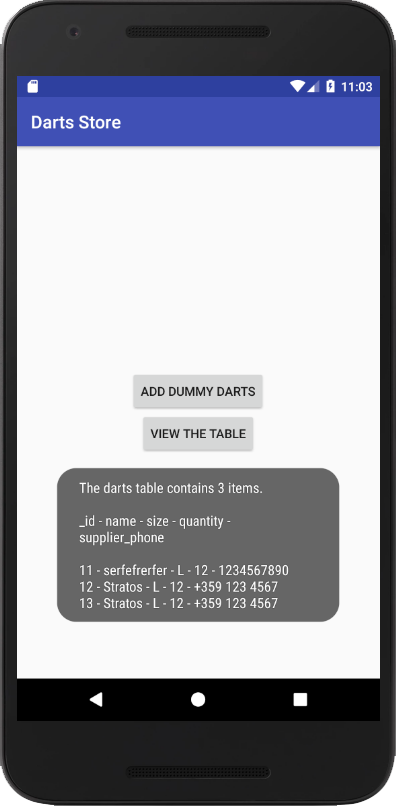 11:03
Darts Store
ADD DUMMY DARTS
VIEW THE TABLE
The darts table contains 3 items.
_id - name - size - quantity -
supplier_phone
11 - serfefrerfer - L - 12 - 1234567890
12 - Stratos - L - 12 - +359 123 4567
13 - Stratos - L - 12 - +359 123 4567